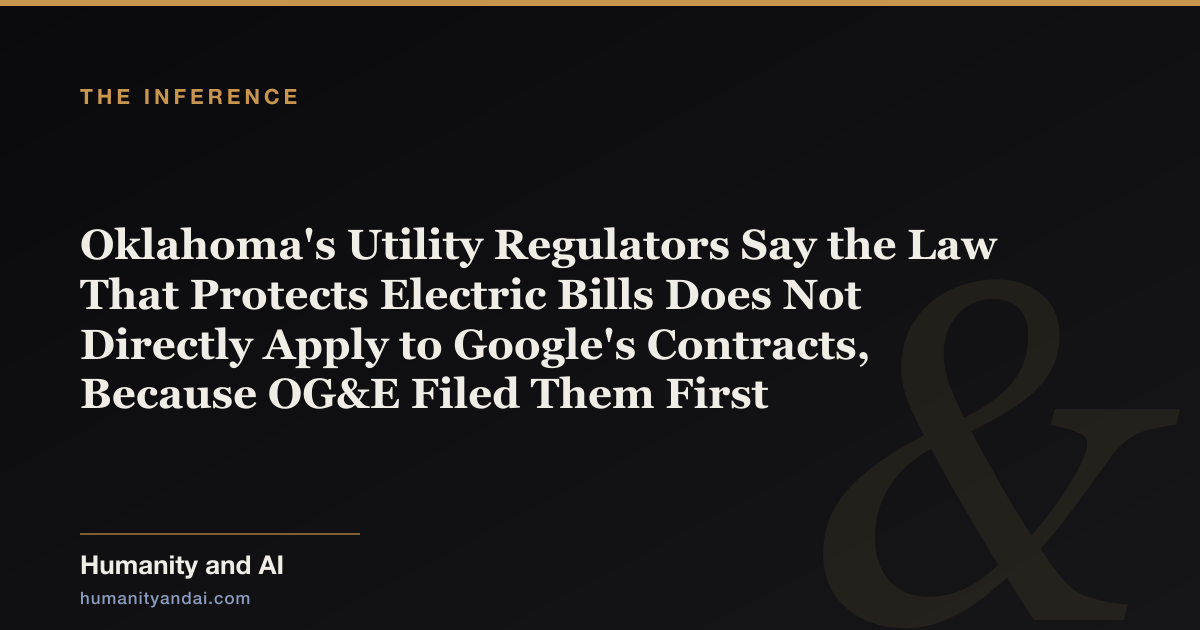 THE INFERENCE
Oklahoma's Utility Regulators Say the Law
That Protects Electric Bills Does Not
Directly Apply to Google's Contracts,
Because OG&E Filed Them First
&
Humanity and AI
humanityandai.com